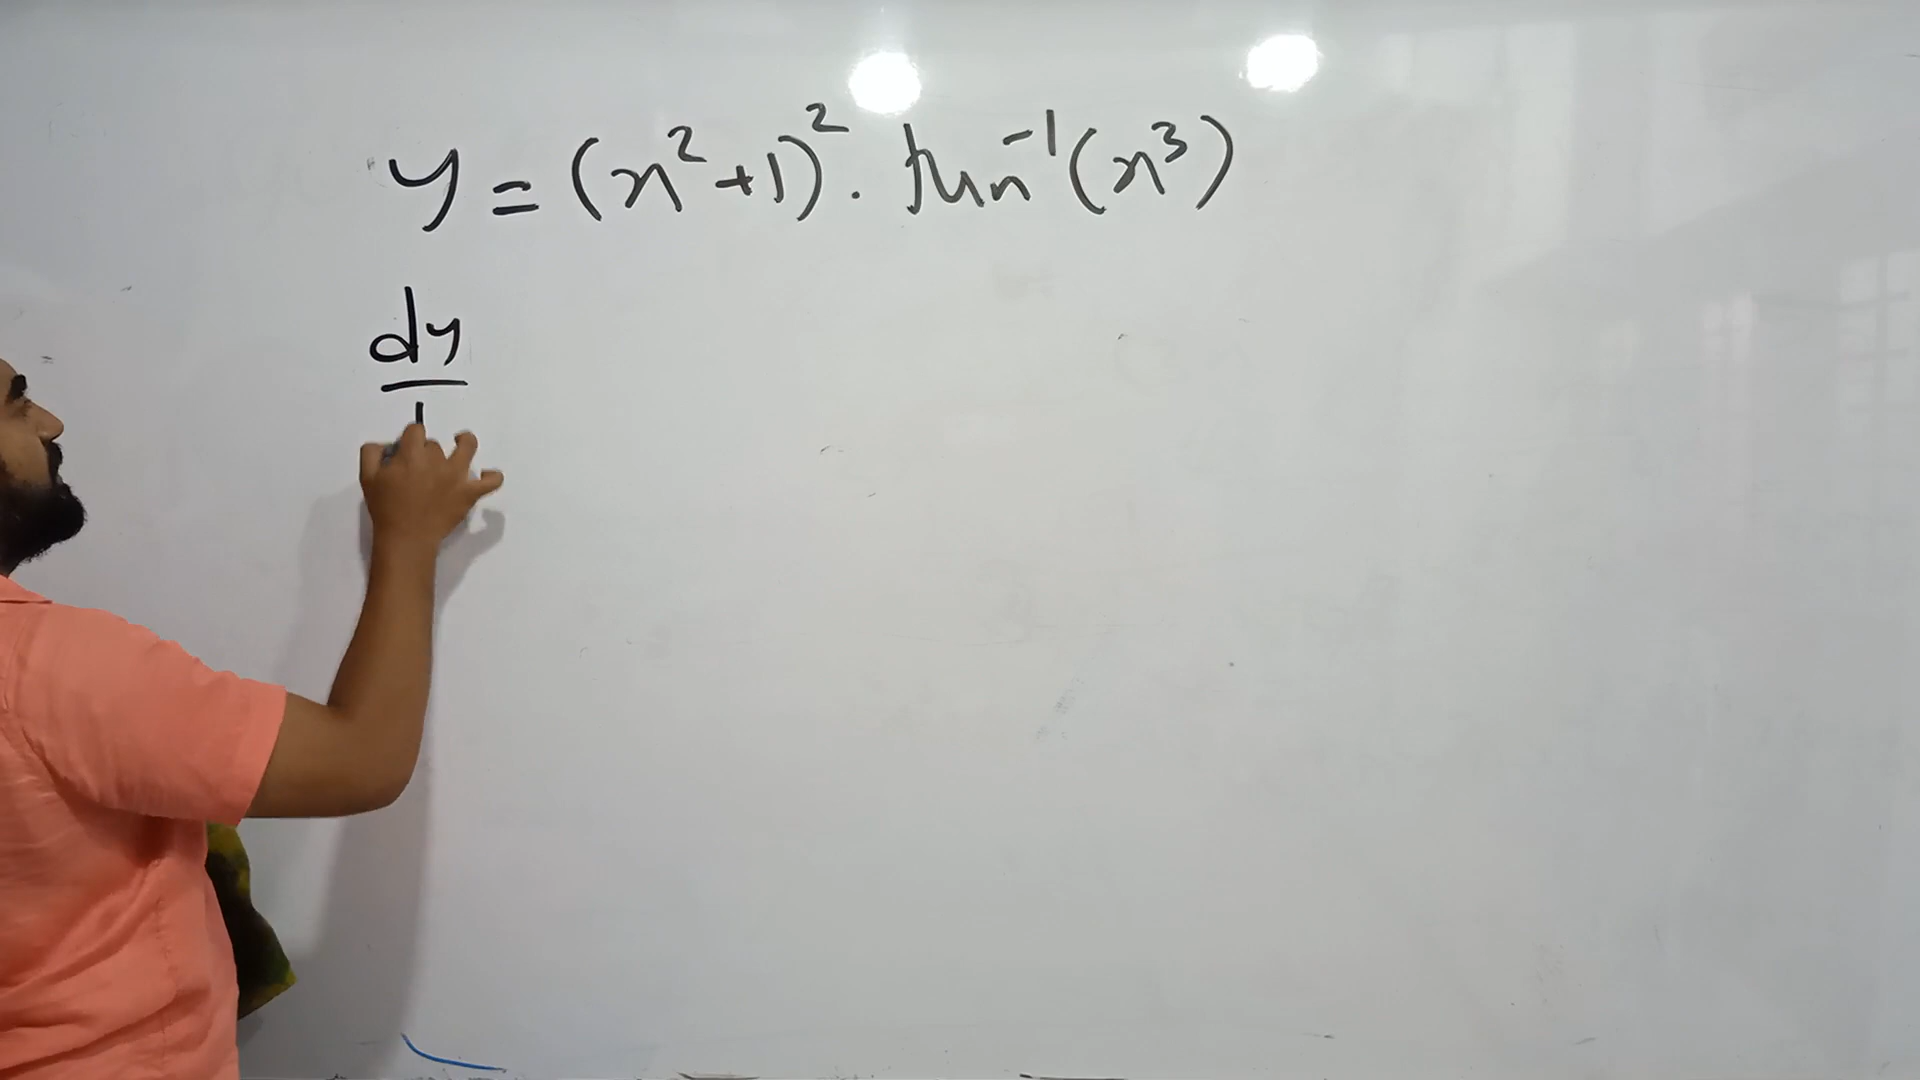 y = (x²+1)² . tan⁻¹(x³)
dy